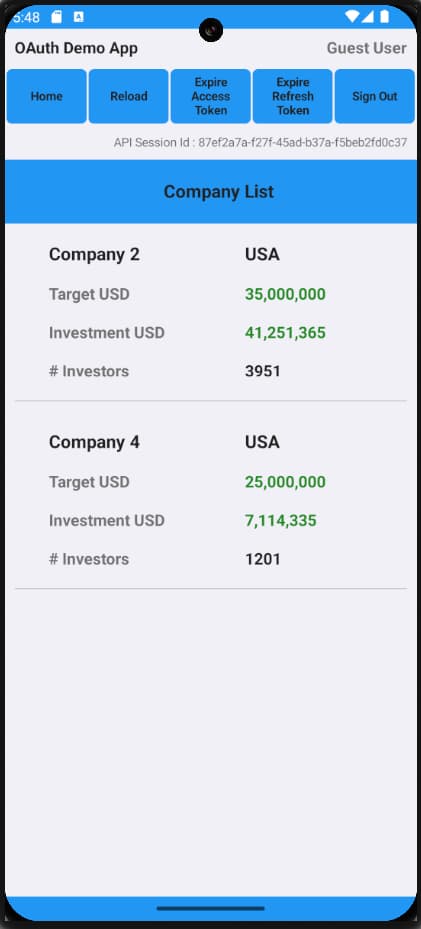 5:48
OAuth Demo App Guest User
Home Reload Expire Access Token Expire Refresh Token Sign Out
API Session Id : 87ef2a7a-f27f-45ad-b37a-f5beb2fd0c37
Company List
Company 2 USA
Target USD 35,000,000
Investment USD 41,251,365
# Investors 3951
Company 4 USA
Target USD 25,000,000
Investment USD 7,114,335
# Investors 1201